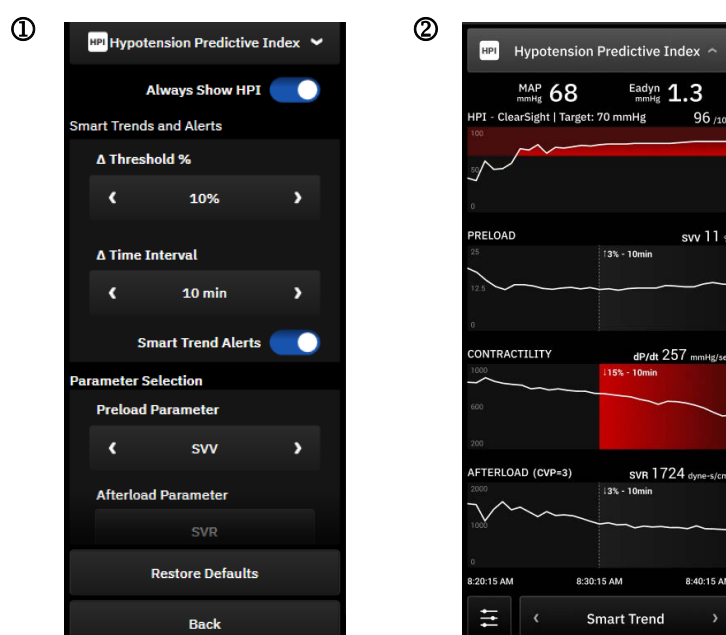 ①
HPI Hypotension Predictive Index
Always Show HPI
Smart Trends and Alerts
Δ Threshold %
10%
Δ Time Interval
10 min
Smart Trend Alerts
Parameter Selection
Preload Parameter
SVV
Afterload Parameter
SVR
Restore Defaults
Back
②
HPI Hypotension Predictive Index
MAP mmHg 68 Eadyn mmHg 1.3
HPI - ClearSight | Target: 70 mmHg 96 /10
100
50
0
PRELOAD SVV 11
25
↑3% - 10min
12.5
0
CONTRACTILITY dP/dt 257 mmHg/se
1000
↓15% - 10min
600
200
AFTERLOAD (CVP=3) SVR 1724 dyne-s/cm
2000
↓3% - 10min
1000
0
8:20:15 AM 8:30:15 AM 8:40:15 AM
Smart Trend